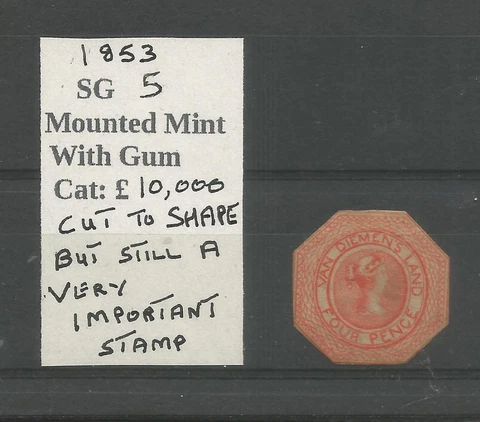 1853
SG 5
Mounted Mint
With Gum
Cat: £ 10,000
CUT TO SHAPE
BUT STILL A
VERY
IMPORTANT
STAMP
VAN DIEMENS LAND
FOUR PENCE